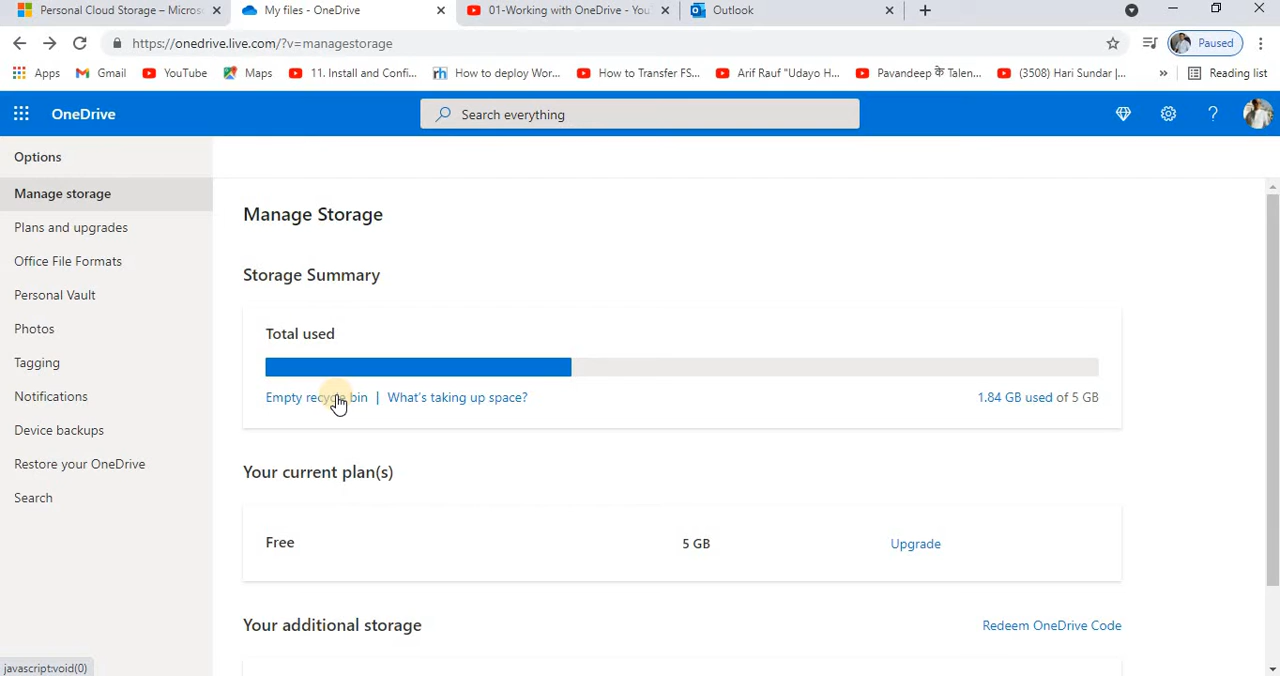 Personal Cloud Storage – Micros
My files - OneDrive
01-Working with OneDrive - You
Outlook
https://onedrive.live.com/?v=managestorage
Paused
Apps
Gmail
YouTube
Maps
11. Install and Confi...
How to deploy Wor...
How to Transfer FS...
Arif Rauf "Udayo H...
Pavandeep के Talen...
(3508) Hari Sundar |...
»
Reading list
OneDrive
Search everything
?
Options
Manage storage
Plans and upgrades
Office File Formats
Personal Vault
Photos
Tagging
Notifications
Device backups
Restore your OneDrive
Search
Manage Storage
Storage Summary
Total used
Empty recycle bin | What's taking up space?
1.84 GB used of 5 GB
Your current plan(s)
Free
5 GB
Upgrade
Your additional storage
Redeem OneDrive Code
javascript:void(0)